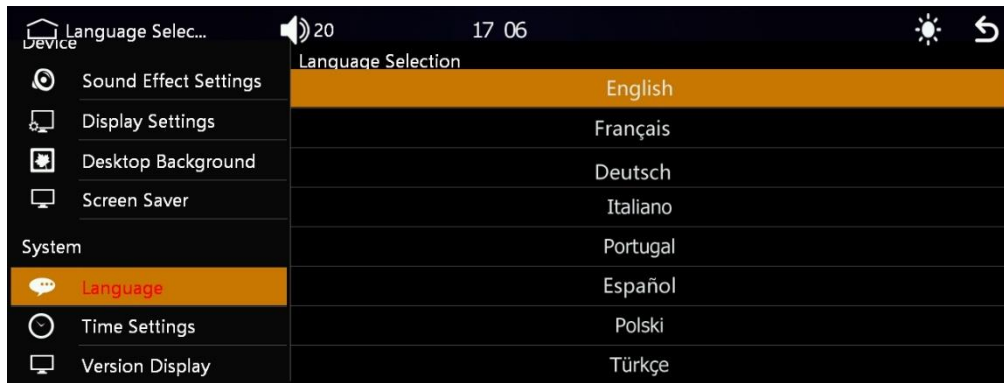 Language Selec... 20 17 06
Device
Sound Effect Settings
Display Settings
Desktop Background
Screen Saver
System
Language
Time Settings
Version Display
Language Selection
English
Français
Deutsch
Italiano
Portugal
Español
Polski
Türkçe